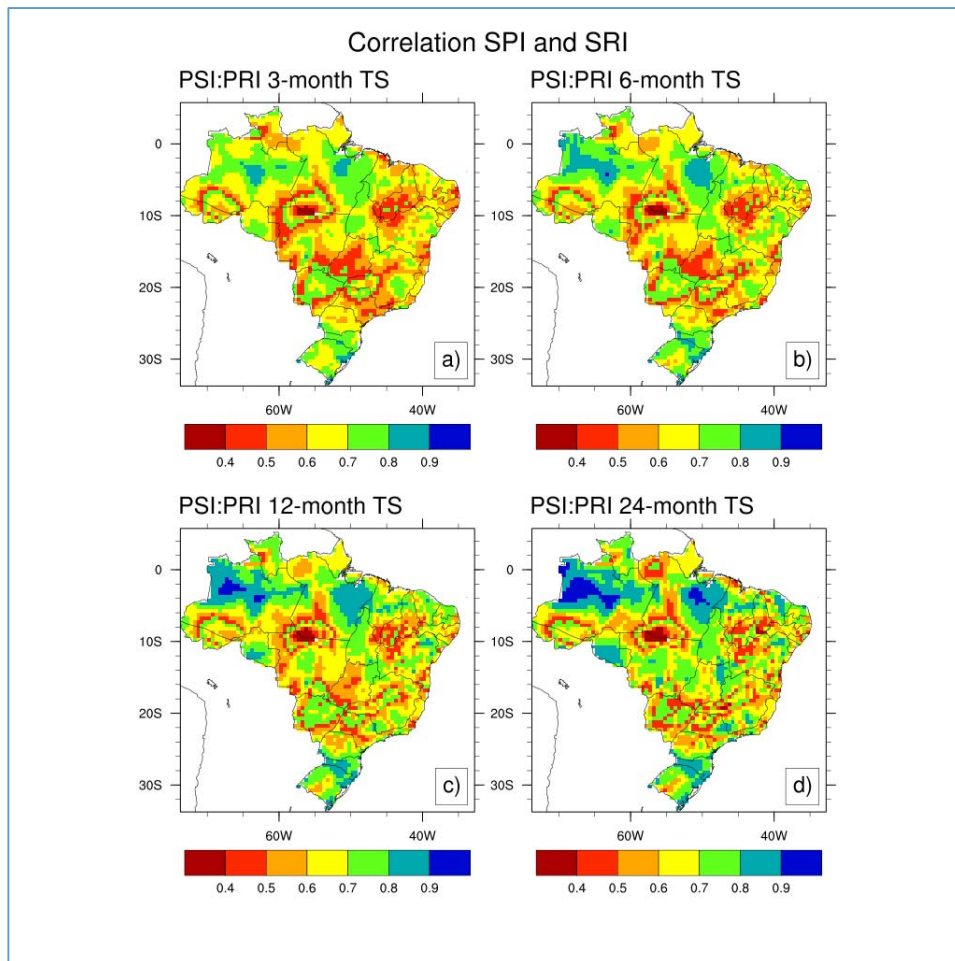 Correlation SPI and SRI
PSI:PRI 3-month TS
PSI:PRI 6-month TS
0
10S
20S
30S
a)
0
10S
20S
30S
b)
60W 40W
60W 40W
0.4 0.5 0.6 0.7 0.8 0.9
0.4 0.5 0.6 0.7 0.8 0.9
PSI:PRI 12-month TS
PSI:PRI 24-month TS
0
10S
20S
30S
c)
0
10S
20S
30S
d)
60W 40W
60W 40W
0.4 0.5 0.6 0.7 0.8 0.9
0.4 0.5 0.6 0.7 0.8 0.9